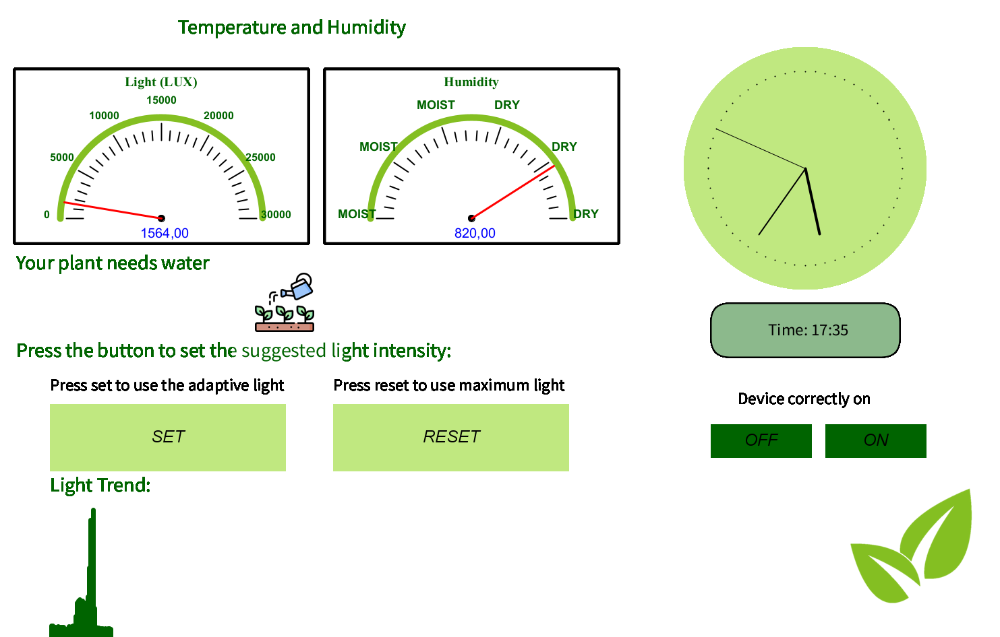 Temperature and Humidity
Light (LUX)
0
5000
10000
15000
20000
25000
30000
1564,00
Humidity
MOIST
MOIST
MOIST
DRY
DRY
DRY
820,00
Your plant needs water
Time: 17:35
Press the button to set the suggested light intensity:
Press set to use the adaptive light
Press reset to use maximum light
Device correctly on
SET
RESET
OFF
ON
Light Trend: